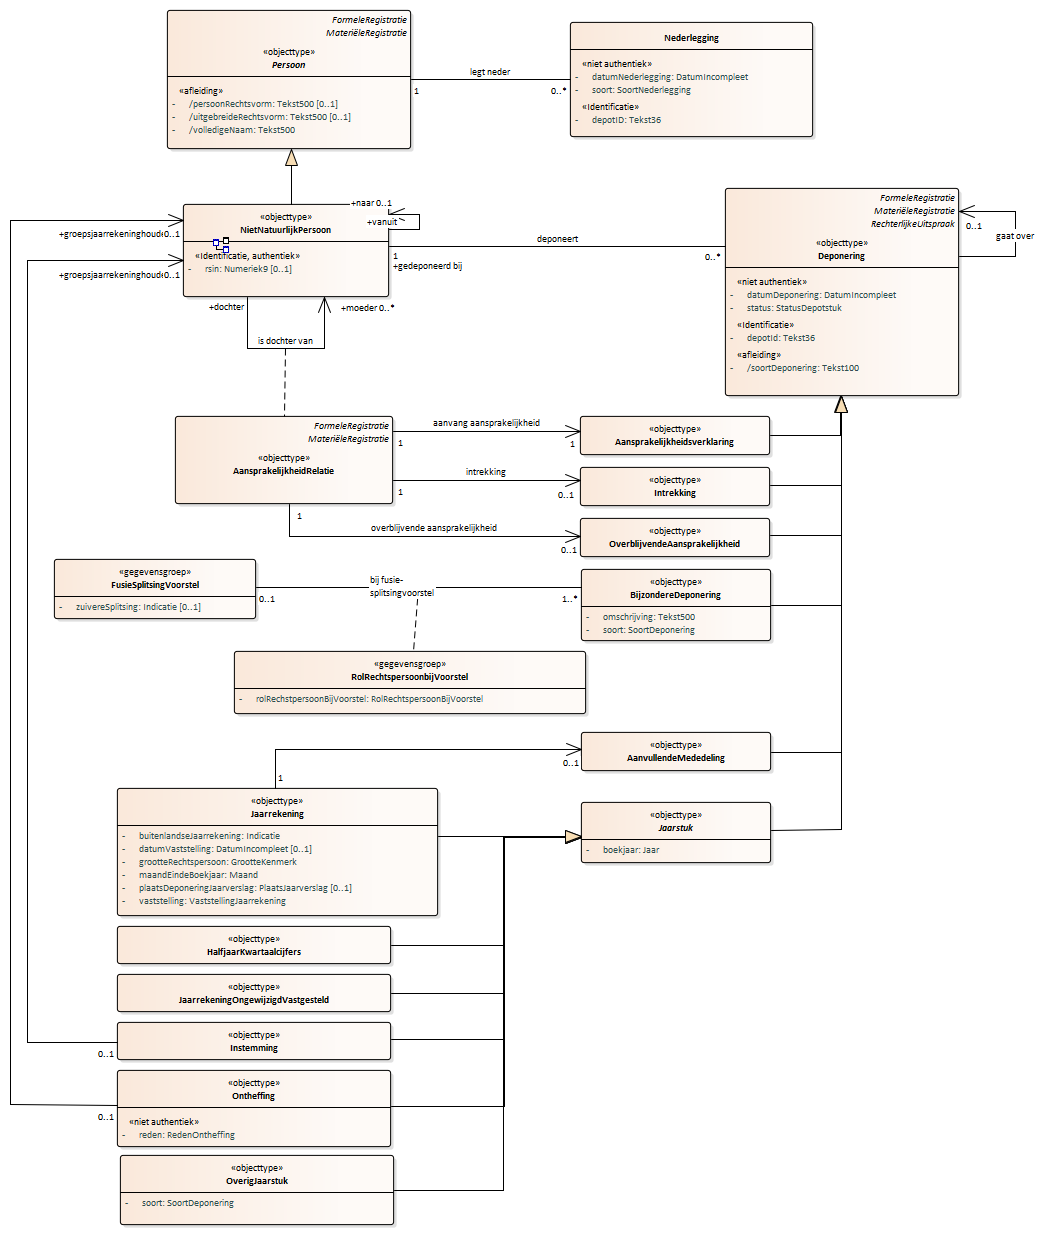 FormeleRegistratie
MateriëleRegistratie
«objecttype»
Persoon
«afleiding»
- /persoonRechtsvorm: Tekst500 [0..1]
- /uitgebreideRechtsvorm: Tekst500 [0..1]
- /volledigeNaam: Tekst500
legt neder
1
0..*
Nederlegging
«niet authentiek»
- datumNederlegging: DatumIncompleet
- soort: SoortNederlegging
«Identificatie»
- depotID: Tekst36
«objecttype»
NietNatuurlijkPersoon
«Identificatie, authentiek»
- rsin: Numeriek9 [0..1]
+naar 0..1
+vanuit
+groepsjaarrekeninghoud
0..1
+groepsjaarrekeninghoud
0..1
deponeert
1
+gedeponeerd bij
0..*
FormeleRegistratie
MateriëleRegistratie
RechterlijkeUitspraak
«objecttype»
Deponering
«niet authentiek»
- datumDeponering: DatumIncompleet
- status: StatusDepotstuk
«Identificatie»
- depotId: Tekst36
«afleiding»
- /soortDeponering: Tekst100
0..1
gaat over
+dochter
+moeder 0..*
is dochter van
FormeleRegistratie
MateriëleRegistratie
«objecttype»
AansprakelijkheidRelatie
aanvang aansprakelijkheid
1
1
«objecttype»
Aansprakelijkheidsverklaring
intrekking
1
0..1
«objecttype»
Intrekking
1
overblijvende aansprakelijkheid
0..1
«objecttype»
OverblijvendeAansprakelijkheid
«gegevensgroep»
FusieSplitsingVoorstel
- zuivereSplitsing: Indicatie [0..1]
0..1
bij fusie-
splitsingvoorstel
1..*
«objecttype»
BijzondereDeponering
- omschrijving: Tekst500
- soort: SoortDeponering
«gegevensgroep»
RolRechtspersoonbijVoorstel
- rolRechstpersoonBijVoorstel: RolRechtspersoonBijVoorstel
«objecttype»
AanvullendeMededeling
0..1
1
«objecttype»
Jaarrekening
- buitenlandseJaarrekening: Indicatie
- datumVaststelling: DatumIncompleet [0..1]
- grootteRechtspersoon: GrootteKenmerk
- maandEindeBoekjaar: Maand
- plaatsDeponeringJaarverslag: PlaatsJaarverslag [0..1]
- vaststelling: VaststellingJaarrekening
«objecttype»
Jaarstuk
- boekjaar: Jaar
«objecttype»
HalfjaarKwartaalcijfers
«objecttype»
JaarrekeningOngewijzigdVastgesteld
«objecttype»
Instemming
0..1
«objecttype»
Ontheffing
«niet authentiek»
- reden: RedenOntheffing
0..1
«objecttype»
OverigJaarstuk
- soort: SoortDeponering